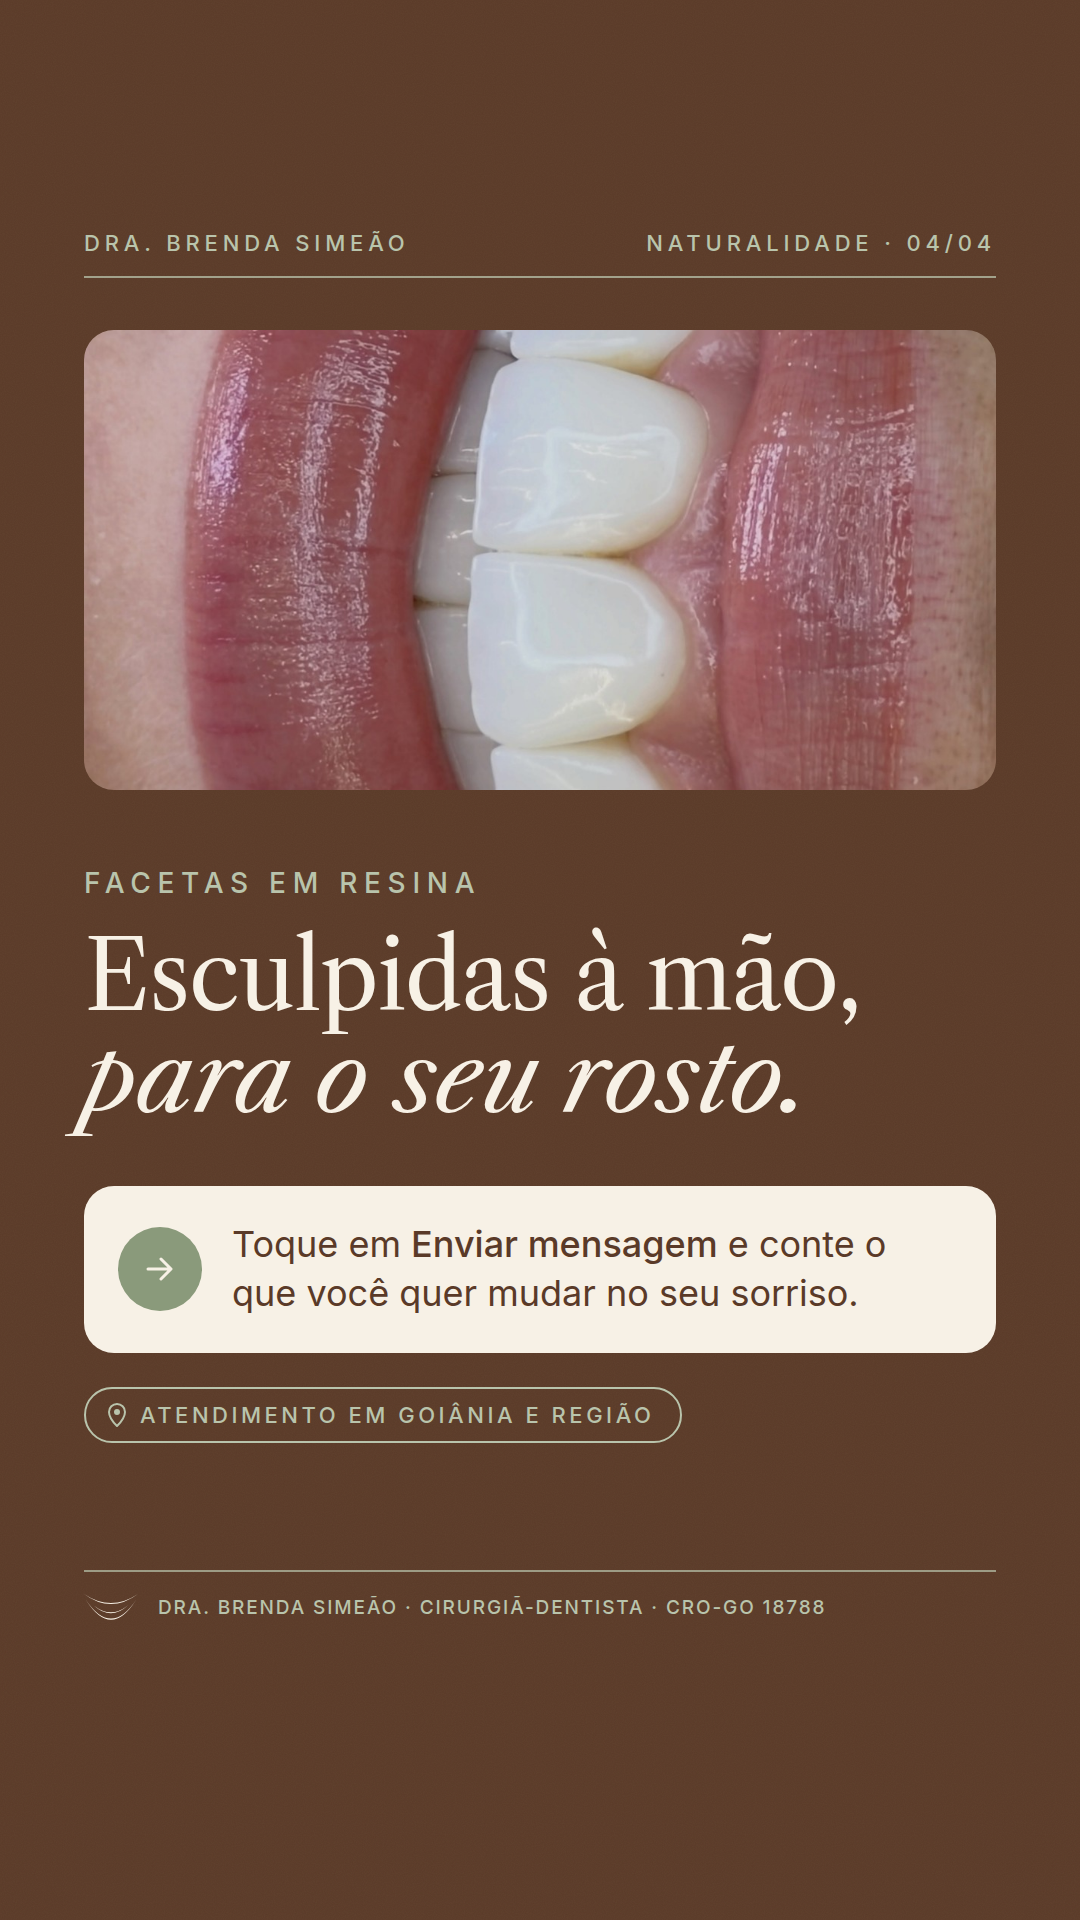 DRA. BRENDA SIMEÃO
NATURALIDADE · 04/04
FACETAS EM RESINA
Esculpidas à mão,
para o seu rosto.
Toque em Enviar mensagem e conte o
que você quer mudar no seu sorriso.
ATENDIMENTO EM GOIÂNIA E REGIÃO
DRA. BRENDA SIMEÃO · CIRURGIÃ-DENTISTA · CRO-GO 18788